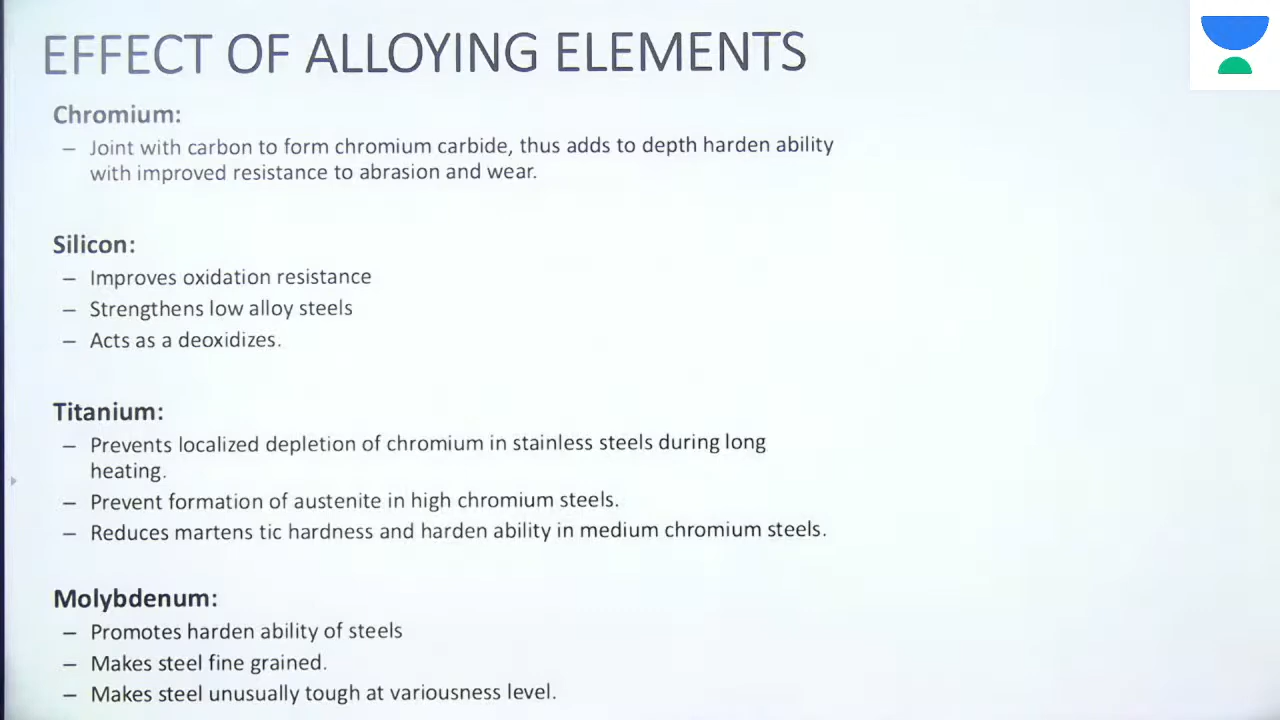 EFFECT OF ALLOYING ELEMENTS
Chromium:
– Joint with carbon to form chromium carbide, thus adds to depth harden ability
with improved resistance to abrasion and wear.
Silicon:
– Improves oxidation resistance
– Strengthens low alloy steels
– Acts as a deoxidizes.
Titanium:
– Prevents localized depletion of chromium in stainless steels during long
heating.
– Prevent formation of austenite in high chromium steels.
– Reduces martens tic hardness and harden ability in medium chromium steels.
Molybdenum:
– Promotes harden ability of steels
– Makes steel fine grained.
– Makes steel unusually tough at variousness level.